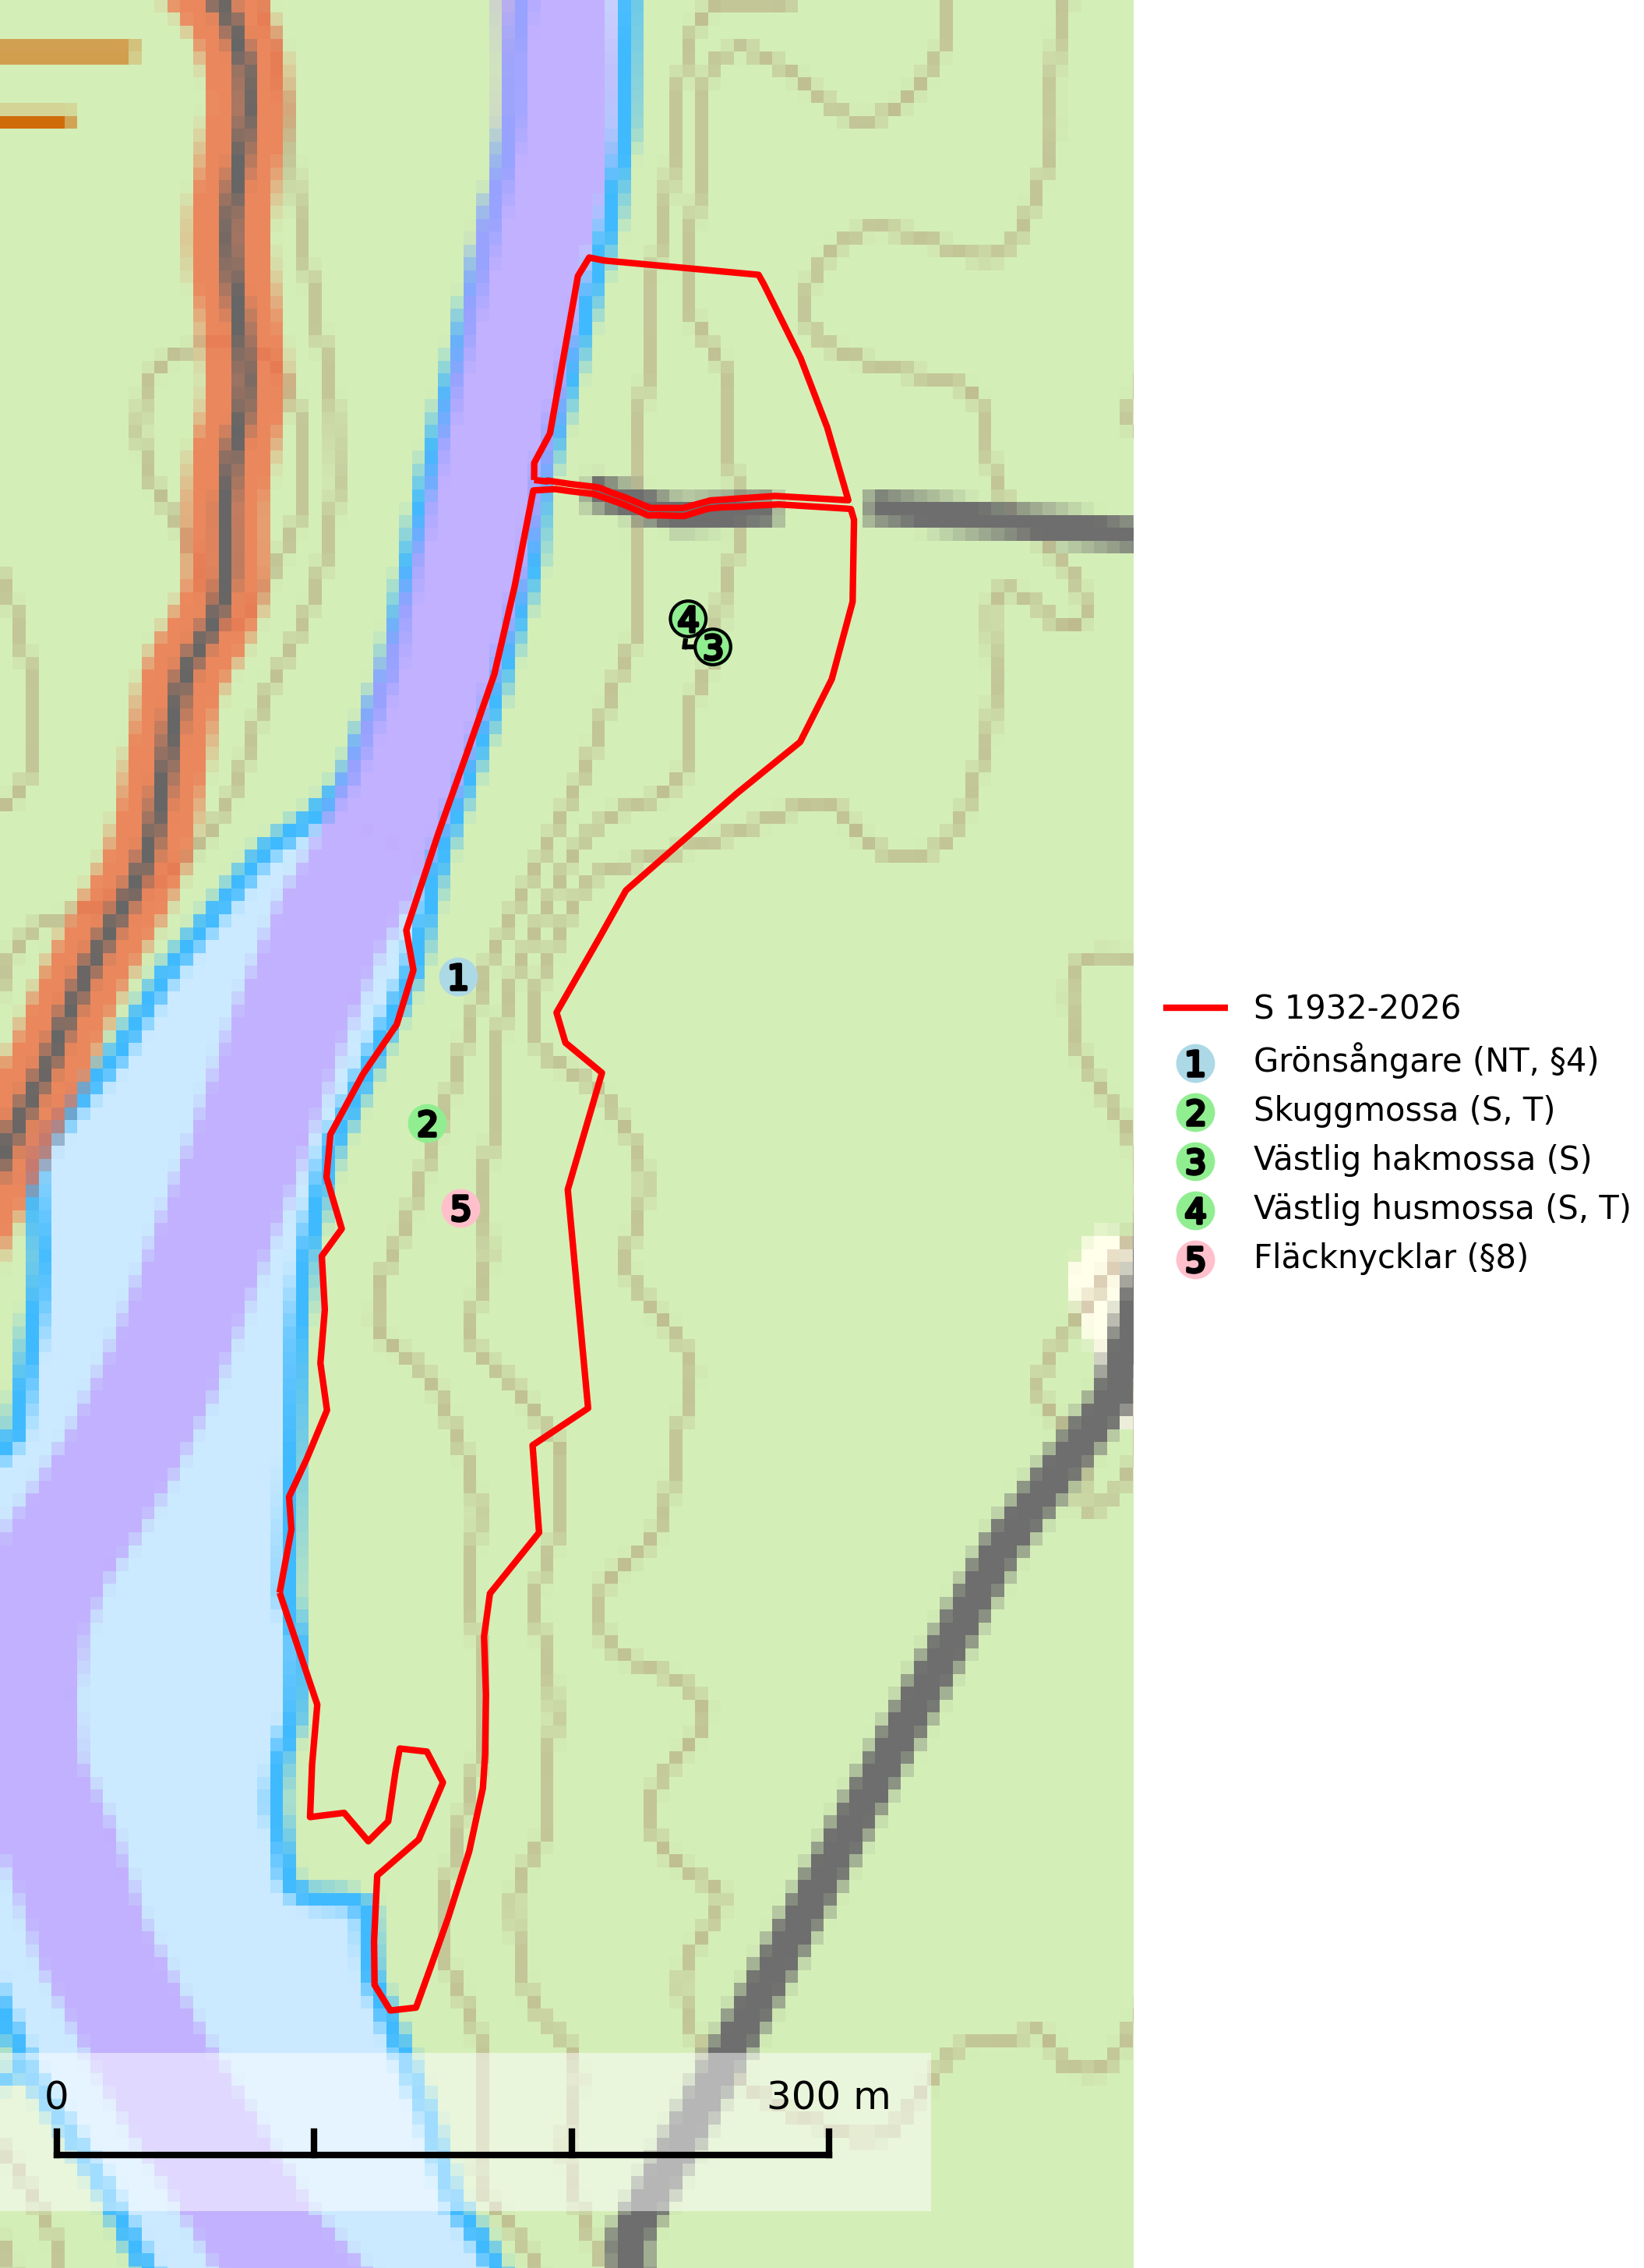 4
3
1
2
5
S 1932-2026
1 Grönsångare (NT, §4)
2 Skuggmossa (S, T)
3 Västlig hakmossa (S)
4 Västlig husmossa (S, T)
5 Fläcknycklar (§8)
0 300 m